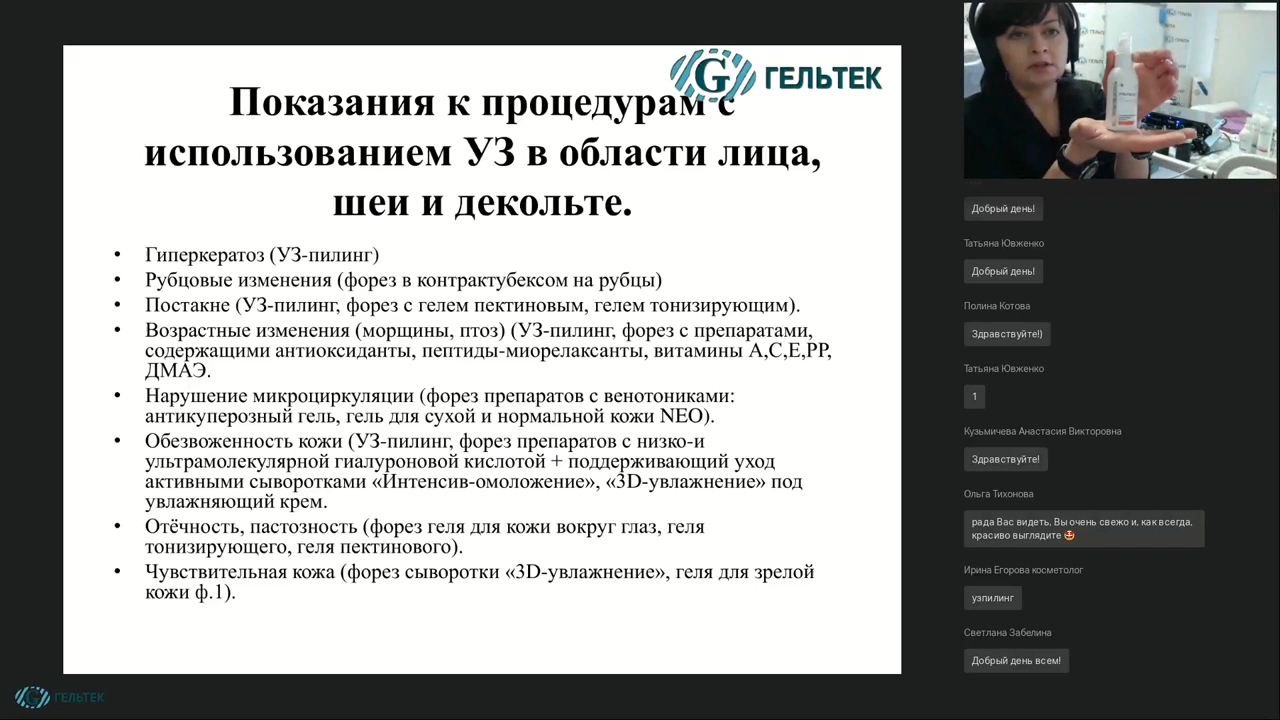 ГЕЛЬТЕК
Показания к процедурам с
использованием УЗ в области лица,
шеи и декольте.
• Гиперкератоз (УЗ-пилинг)
• Рубцовые изменения (форез в контрактубексом на рубцы)
• Постакне (УЗ-пилинг, форез с гелем пектиновым, гелем тонизирующим).
• Возрастные изменения (морщины, птоз) (УЗ-пилинг, форез с препаратами,
содержащими антиоксиданты, пептиды-миорелаксанты, витамины А,С,Е,РР,
ДМАЭ.
• Нарушение микроциркуляции (форез препаратов с венотониками:
антикуперозный гель, гель для сухой и нормальной кожи NEO).
• Обезвоженность кожи (УЗ-пилинг, форез препаратов с низко-и
ультрамолекулярной гиалуроновой кислотой + поддерживающий уход
активными сыворотками «Интенсив-омоложение», «3D-увлажнение» под
увлажняющий крем.
• Отёчность, пастозность (форез геля для кожи вокруг глаз, геля
тонизирующего, геля пектинового).
• Чувствительная кожа (форез сыворотки «3D-увлажнение», геля для зрелой
кожи ф.1).
Добрый день!
Татьяна Ювженко
Добрый день!
Полина Котова
Здравствуйте!)
Татьяна Ювженко
1
Кузьмичева Анастасия Викторовна
Здравствуйте!
Ольга Тихонова
рада Вас видеть, Вы очень свежо и, как всегда,
красиво выглядите 🤩
Ирина Егорова косметолог
узпилинг
Светлана Забелина
Добрый день всем!
ГЕЛЬТЕК